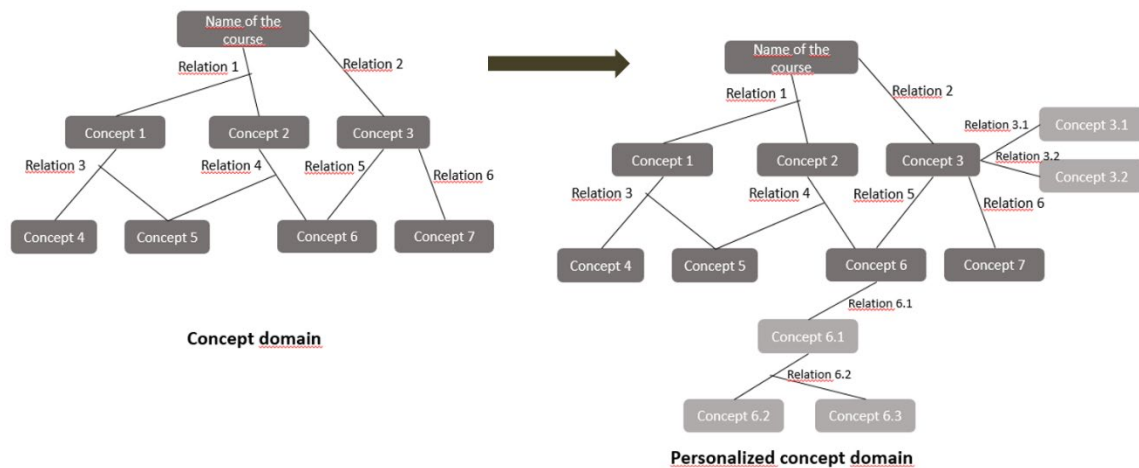 Name of the
course
Relation 1
Relation 2
Concept 1
Concept 2
Concept 3
Relation 3
Relation 4
Relation 5
Relation 6
Concept 4
Concept 5
Concept 6
Concept 7
Concept domain
Name of the
course
Relation 1
Relation 2
Relation 3.1
Concept 3.1
Concept 1
Concept 2
Concept 3
Relation 3.2
Concept 3.2
Relation 3
Relation 4
Relation 5
Relation 6
Concept 4
Concept 5
Concept 6
Concept 7
Relation 6.1
Concept 6.1
Relation 6.2
Concept 6.2
Concept 6.3
Personalized concept domain